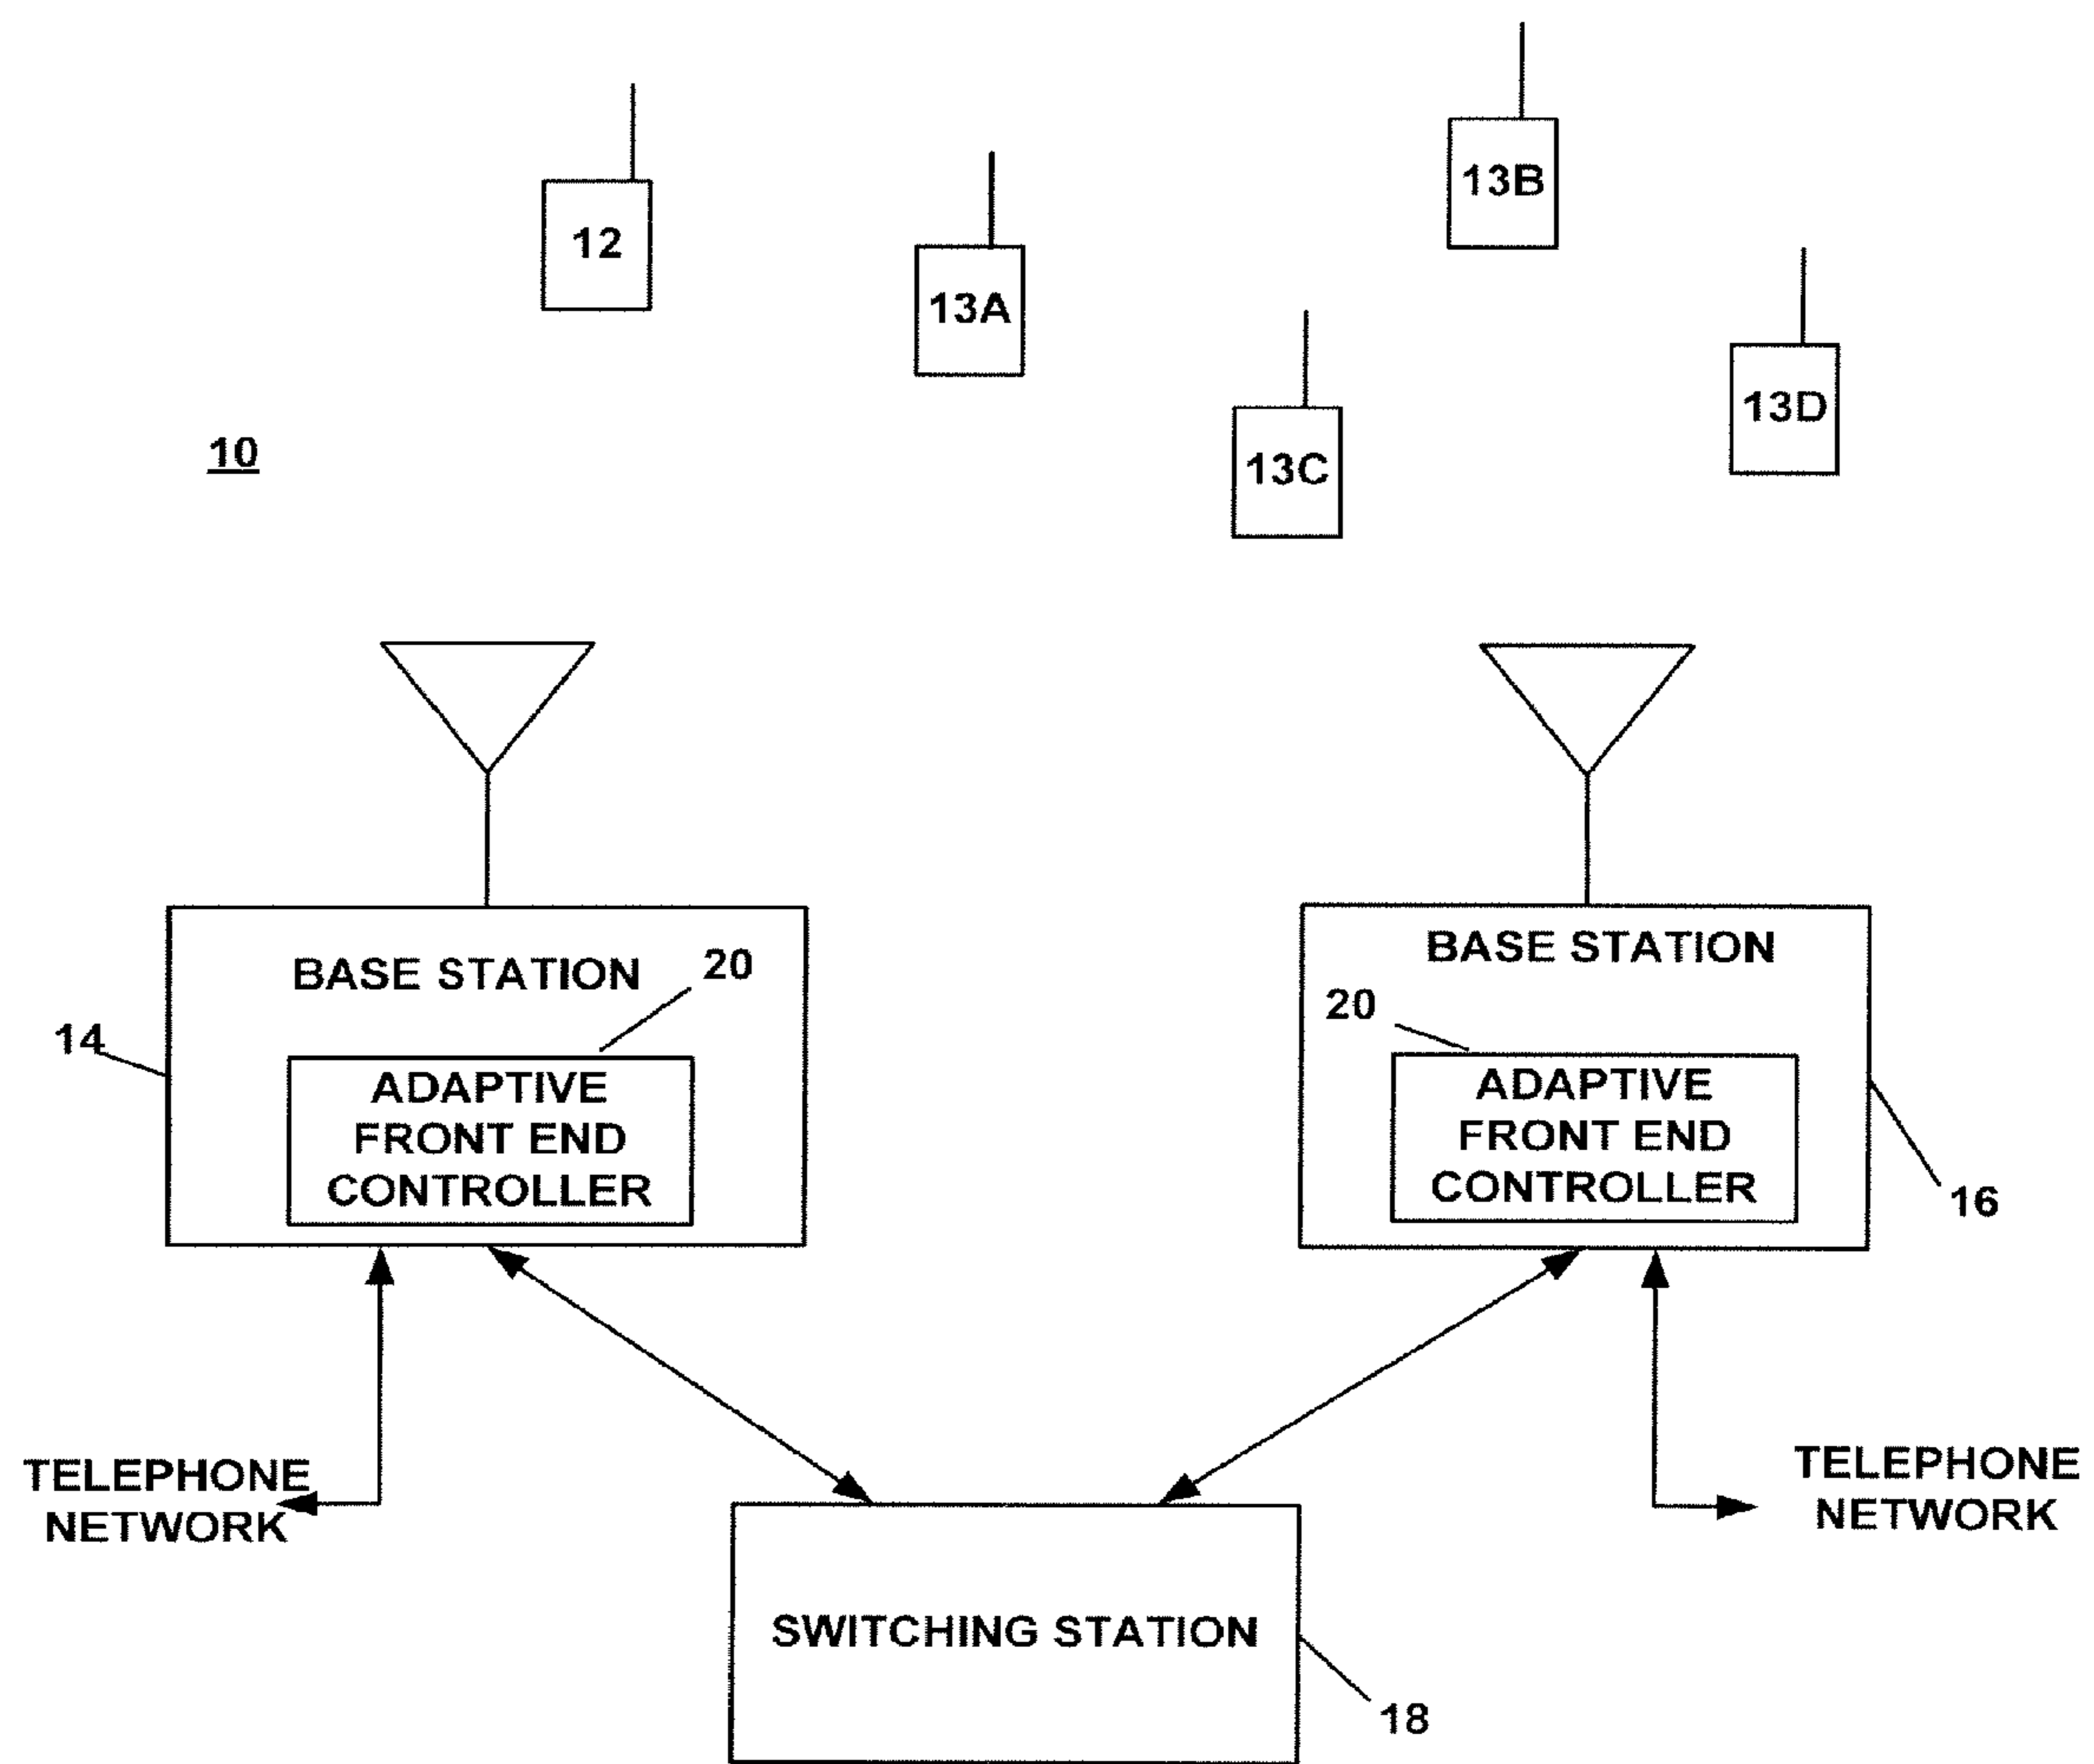 13B
12
13A
13D
10
13C
BASE STATION
20
14
ADAPTIVE
FRONT END
CONTROLLER
BASE STATION
20
ADAPTIVE
FRONT END
CONTROLLER
16
TELEPHONE
NETWORK
TELEPHONE
NETWORK
SWITCHING STATION
18